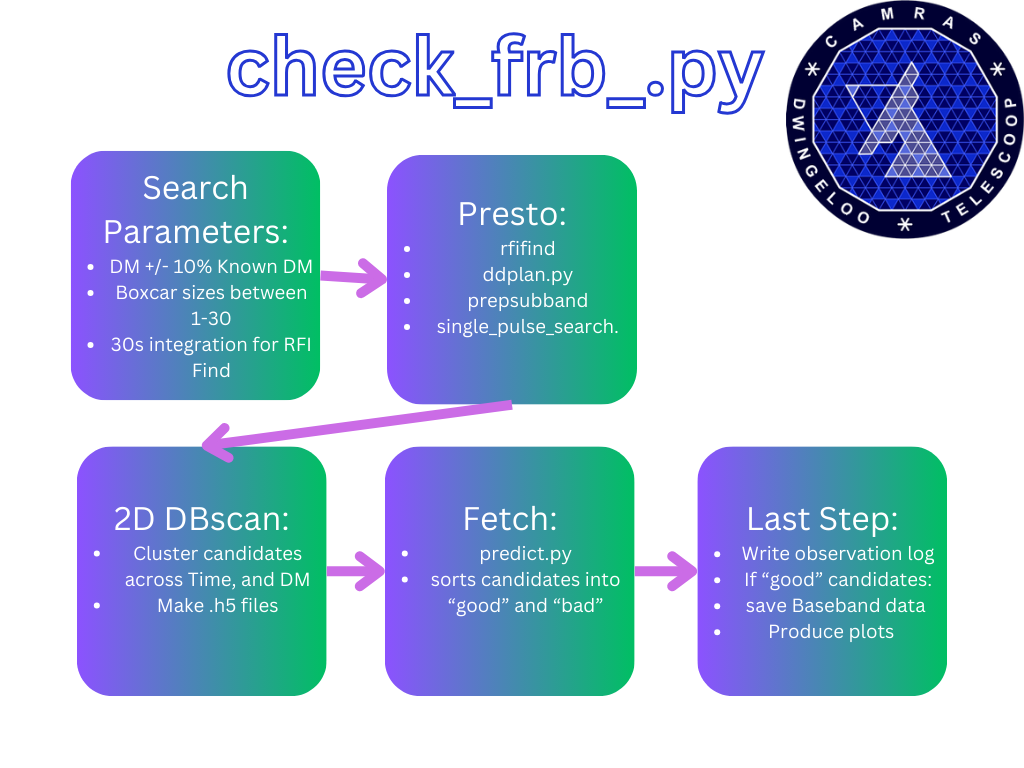 check_frb_.py
CAMRAS
DWINGELOO * TELESCOOP
Search
Parameters:
• DM +/- 10% Known DM
• Boxcar sizes between
1-30
• 30s integration for RFI
Find
Presto:
• rfifind
• ddplan.py
• prepsubband
• single_pulse_search.
2D DBscan:
• Cluster candidates
across Time, and DM
• Make .h5 files
Fetch:
• predict.py
• sorts candidates into
“good” and “bad”
Last Step:
• Write observation log
• If “good” candidates:
• save Baseband data
• Produce plots